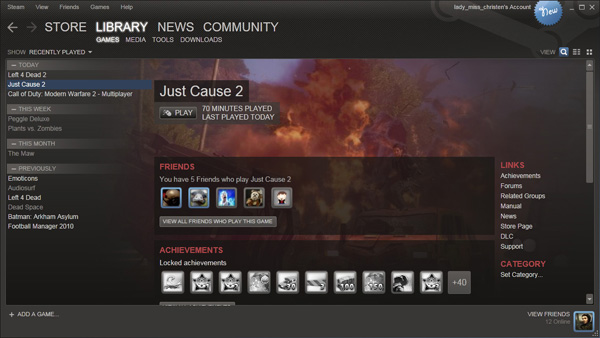 Steam View Friends Games Help
lady_miss_christen's Account
New
STORE LIBRARY NEWS COMMUNITY
GAMES MEDIA TOOLS DOWNLOADS
SHOW RECENTLY PLAYED
VIEW
TODAY
Left 4 Dead 2
Just Cause 2
Call of Duty: Modern Warfare 2 - Multiplayer
THIS WEEK
Peggle Deluxe
Plants vs. Zombies
THIS MONTH
The Maw
PREVIOUSLY
Emoticons
Audiosurf
Left 4 Dead
Dead Space
Batman: Arkham Asylum
Football Manager 2010
Just Cause 2
PLAY
70 MINUTES PLAYED
LAST PLAYED TODAY
FRIENDS
You have 5 Friends who play Just Cause 2
VIEW ALL FRIENDS WHO PLAY THIS GAME
ACHIEVEMENTS
Locked achievements
+40
LINKS
Achievements
Forums
Related Groups
Manual
News
Store Page
DLC
Support
CATEGORY
Set Category...
+ ADD A GAME...
VIEW FRIENDS
12 Online